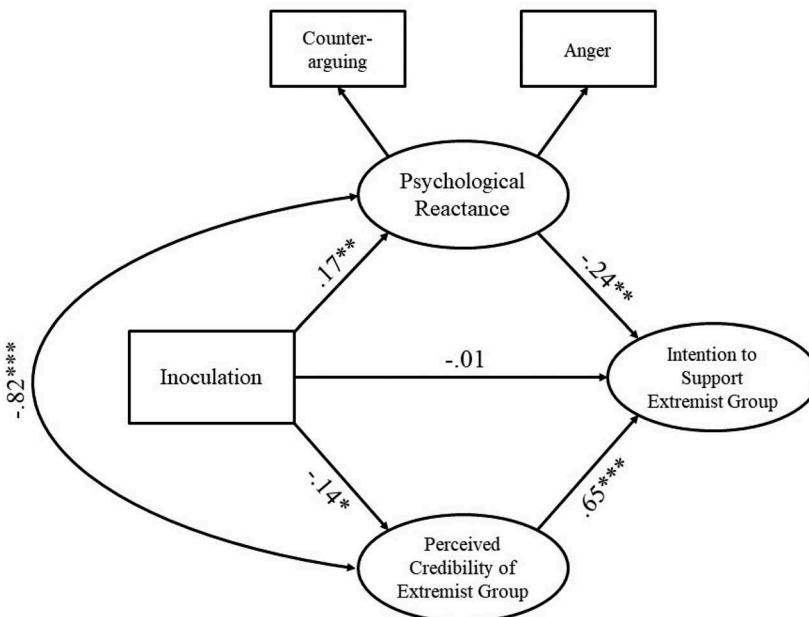 Counter-
arguing
Anger
Psychological
Reactance
.17**
-.24**
-.82***
Inoculation
-.01
Intention to
Support
Extremist Group
-.14*
.65***
Perceived
Credibility of
Extremist Group